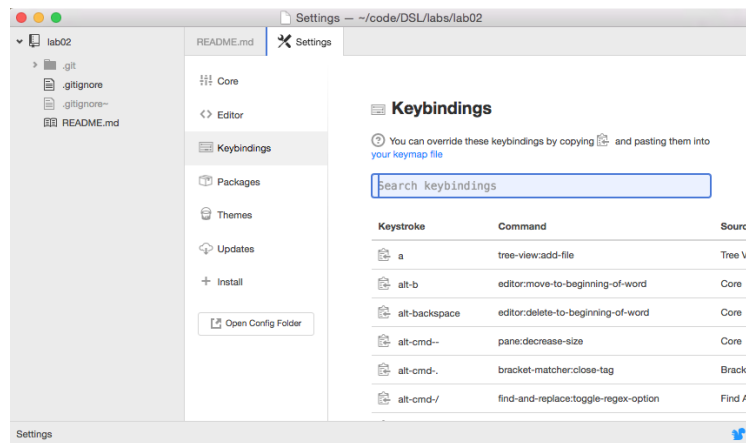 Settings — ~/code/DSL/labs/lab02
lab02
.git
.gitignore
.gitignore~
README.md
README.md
Settings
Core
Editor
Keybindings
Packages
Themes
Updates
Install
Open Config Folder
Keybindings
You can override these keybindings by copying and pasting them into
your keymap file
Search keybindings
Keystroke Command Sourc
a tree-view:add-file Tree V
alt-b editor:move-to-beginning-of-word Core
alt-backspace editor:delete-to-beginning-of-word Core
alt-cmd-- pane:decrease-size Core
alt-cmd-. bracket-matcher:close-tag Brack
alt-cmd-/ find-and-replace:toggle-regex-option Find A
Settings